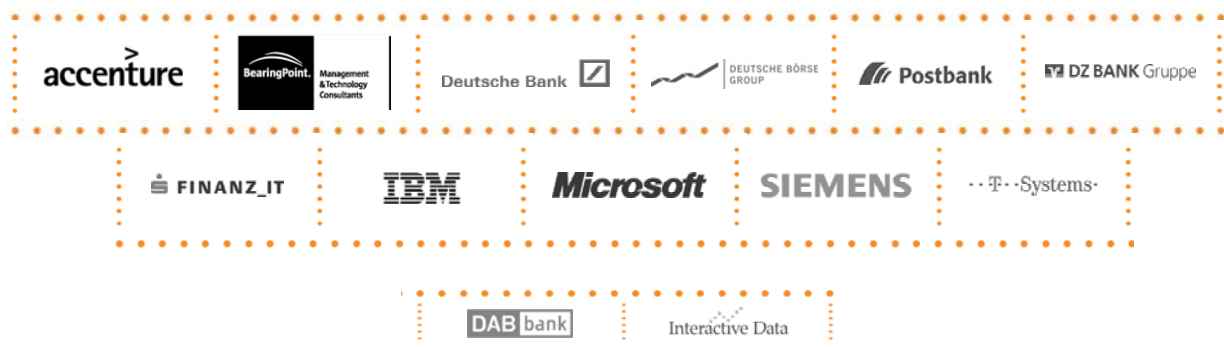 accenture
BearingPoint.
Management
& Technology
Consultants
Deutsche Bank
DEUTSCHE BÖRSE
GROUP
Postbank
DZ BANK Gruppe
FINANZ_IT
IBM
Microsoft
SIEMENS
··T··Systems·
DAB bank
Interactive Data